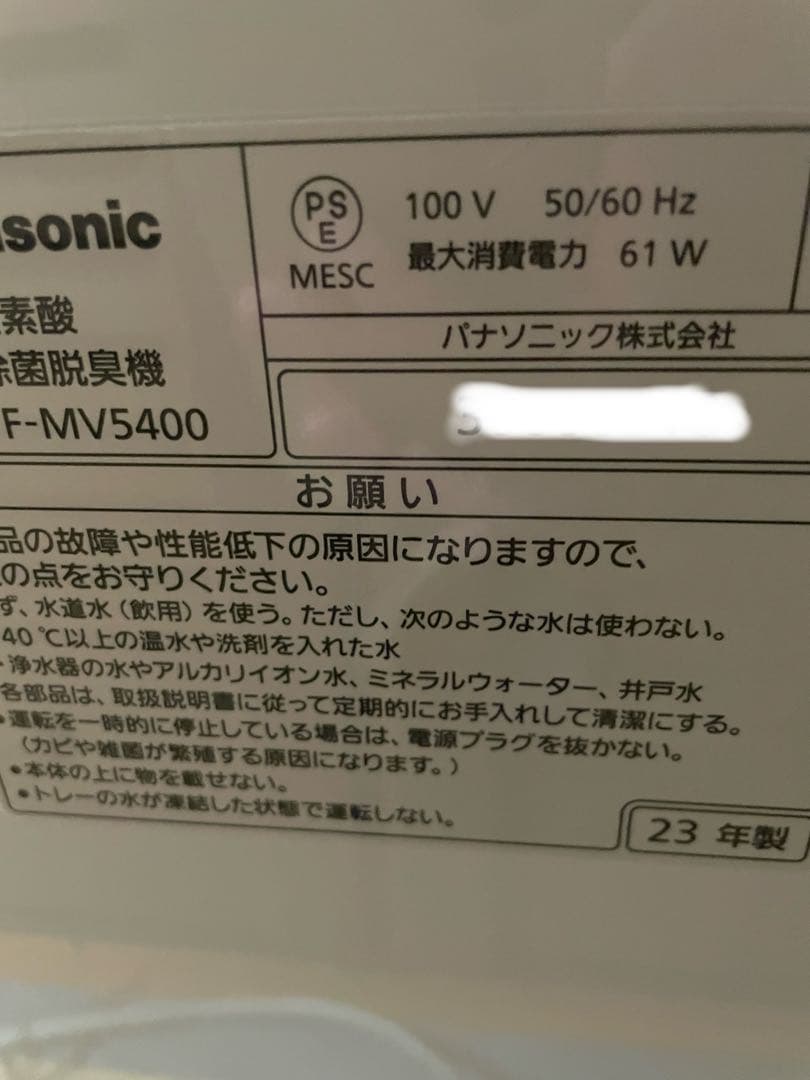 sonic
素酸
除菌脱臭機
F-MV5400
PS
E
MESC
100 V 50/60 Hz
最大消費電力 61 W
パナソニック株式会社
お願い
品の故障や性能低下の原因になりますので、
の点をお守りください。
ず、水道水（飲用）を使う。ただし、次のような水は使わない。
40 ℃以上の温水や洗剤を入れた水
・浄水器の水やアルカリイオン水、ミネラルウォーター、井戸水
各部品は、取扱説明書に従って定期的にお手入れして清潔にする。
●運転を一時的に停止している場合は、電源プラグを抜かない。
（カビや雑菌が繁殖する原因になります。）
●本体の上に物を載せない。
●トレーの水が凍結した状態で運転しない。
23 年製